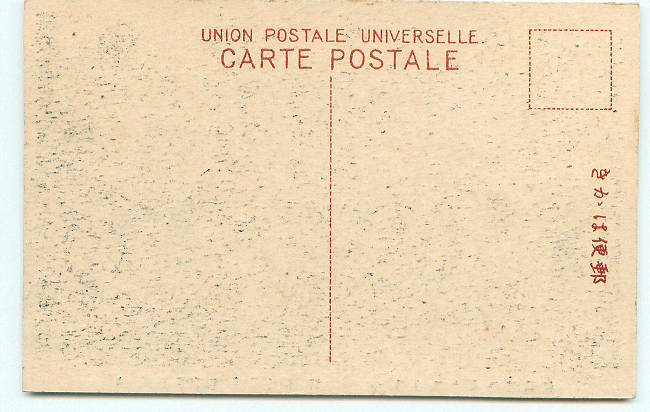 UNION POSTALE UNIVERSELLE.
CARTE POSTALE
郵便はかき